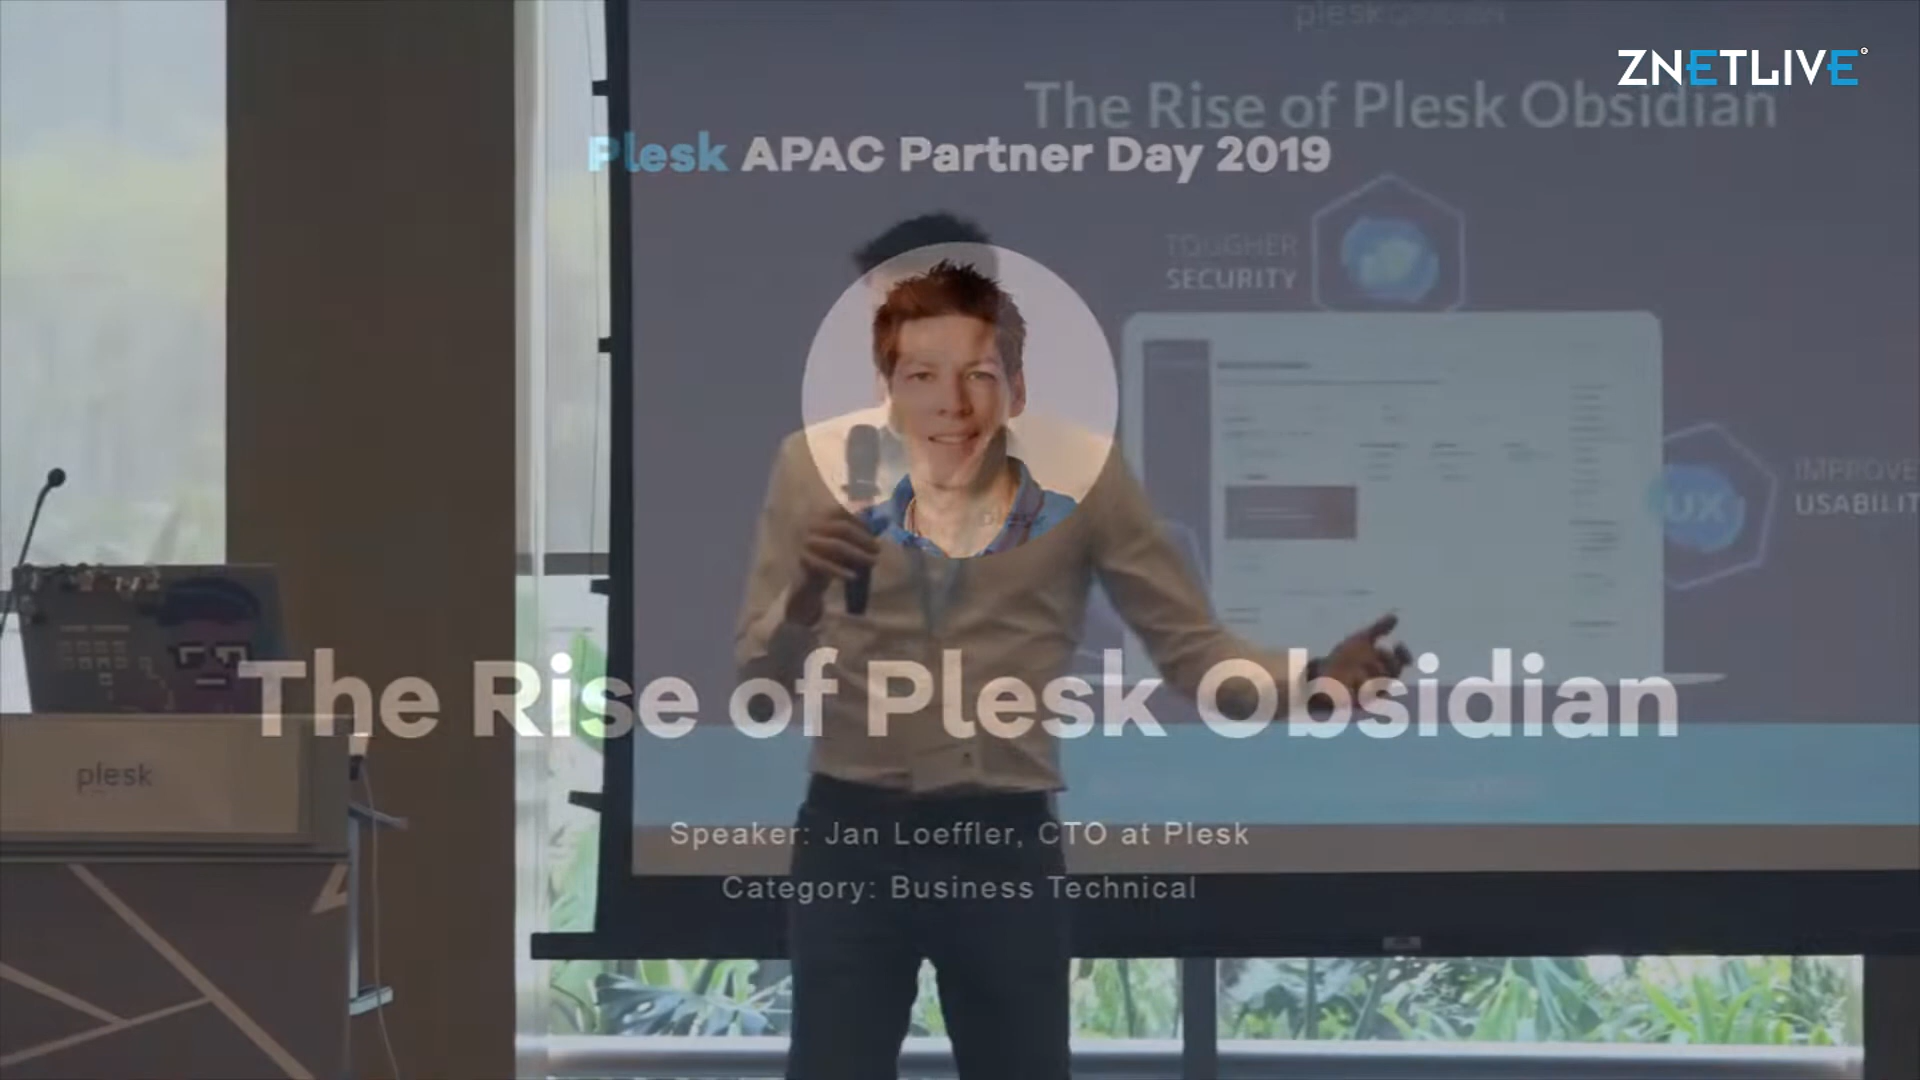 plesk OBSIDIAN
ZNETLIVE
The Rise of Plesk Obsidian
Plesk APAC Partner Day 2019
TOUGHER
SECURITY
IMPROVE
USABILIT
UX
The Rise of Plesk Obsidian
plesk
Speaker: Jan Loeffler, CTO at Plesk
Category: Business Technical